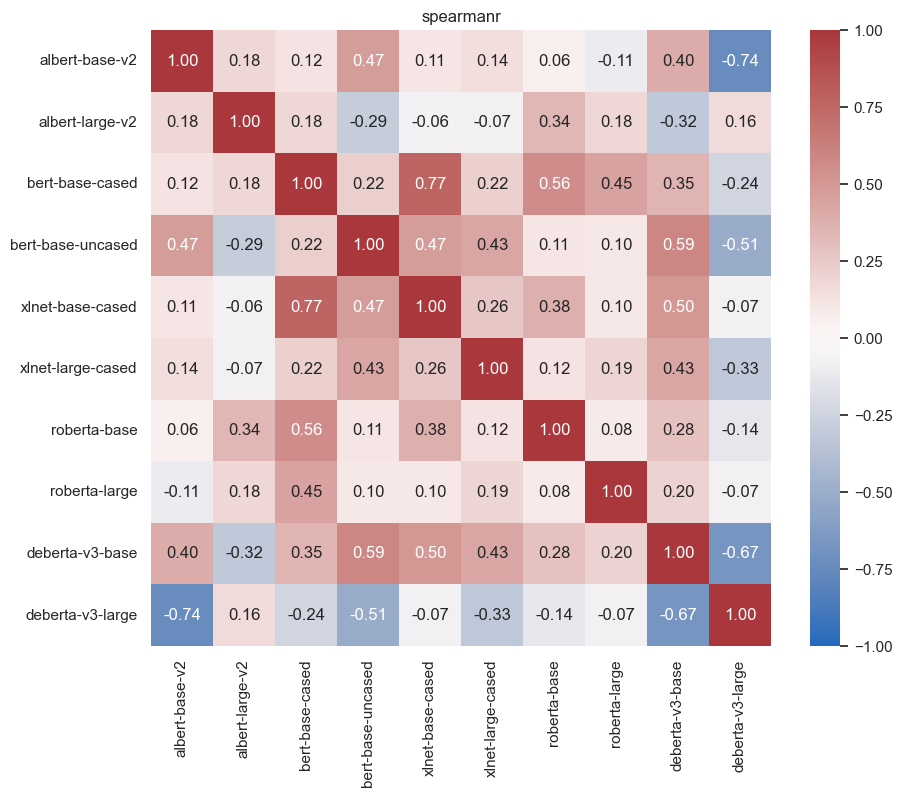 spearmanr
albert-base-v2 1.00 0.18 0.12 0.47 0.11 0.14 0.06 -0.11 0.40 -0.74
albert-large-v2 0.18 1.00 0.18 -0.29 -0.06 -0.07 0.34 0.18 -0.32 0.16
bert-base-cased 0.12 0.18 1.00 0.22 0.77 0.22 0.56 0.45 0.35 -0.24
bert-base-uncased 0.47 -0.29 0.22 1.00 0.47 0.43 0.11 0.10 0.59 -0.51
xlnet-base-cased 0.11 -0.06 0.77 0.47 1.00 0.26 0.38 0.10 0.50 -0.07
xlnet-large-cased 0.14 -0.07 0.22 0.43 0.26 1.00 0.12 0.19 0.43 -0.33
roberta-base 0.06 0.34 0.56 0.11 0.38 0.12 1.00 0.08 0.28 -0.14
roberta-large -0.11 0.18 0.45 0.10 0.10 0.19 0.08 1.00 0.20 -0.07
deberta-v3-base 0.40 -0.32 0.35 0.59 0.50 0.43 0.28 0.20 1.00 -0.67
deberta-v3-large -0.74 0.16 -0.24 -0.51 -0.07 -0.33 -0.14 -0.07 -0.67 1.00
albert-base-v2
albert-large-v2
bert-base-cased
bert-base-uncased
xlnet-base-cased
xlnet-large-cased
roberta-base
roberta-large
deberta-v3-base
deberta-v3-large
1.00
0.75
0.50
0.25
0.00
−0.25
−0.50
−0.75
−1.00